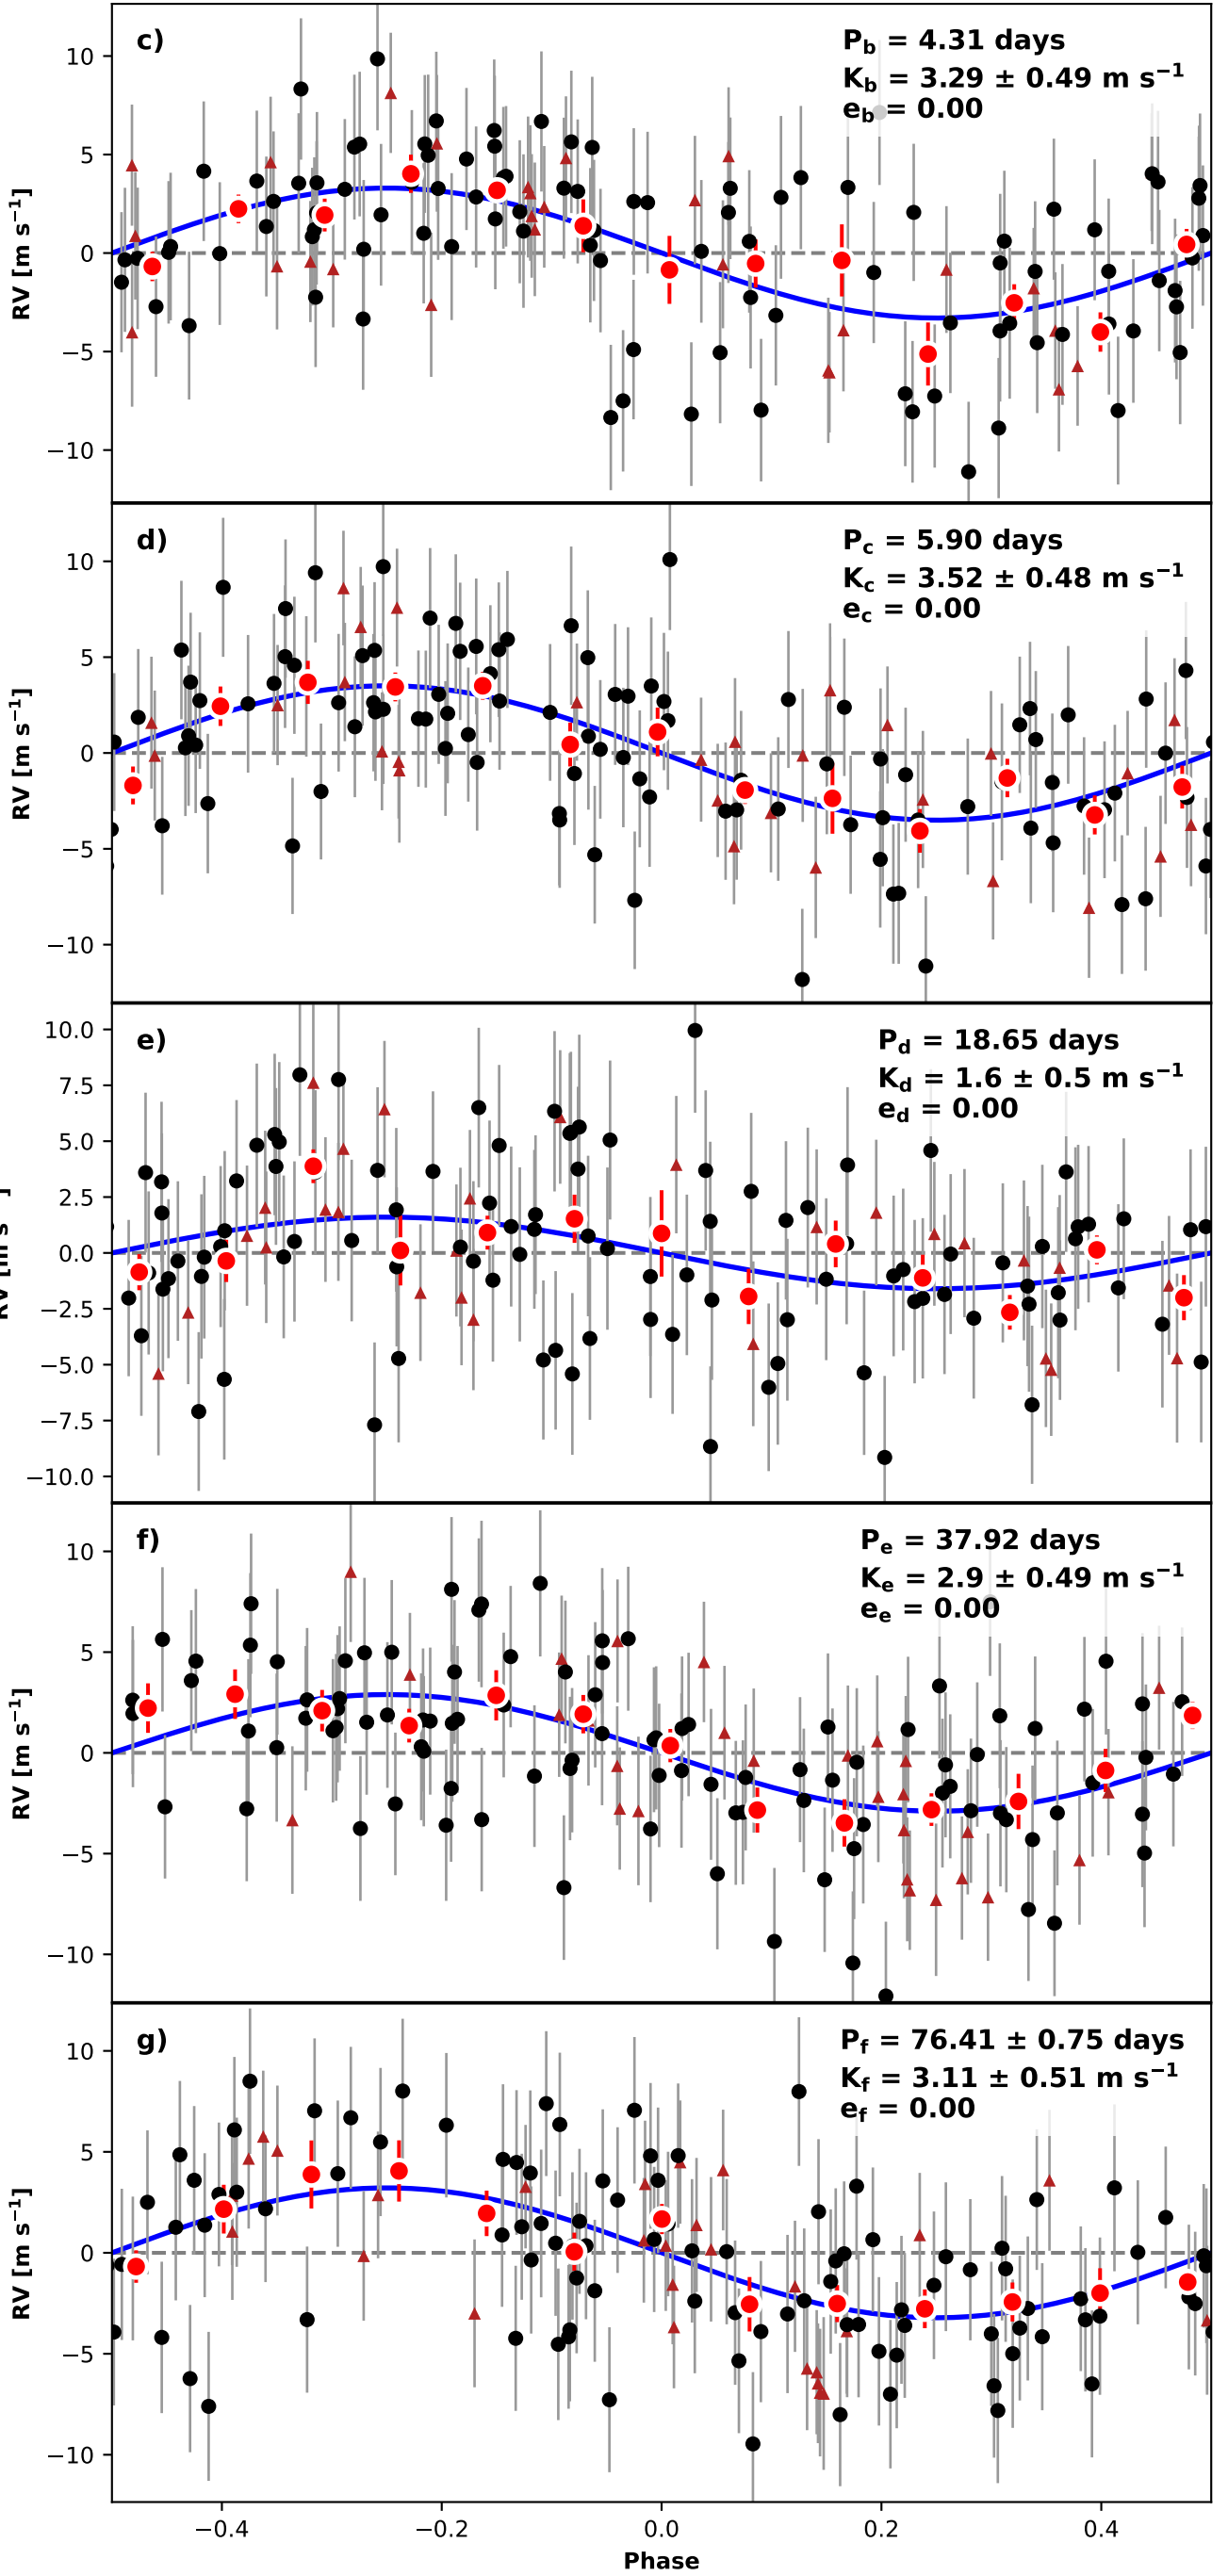 c)
P_b = 4.31 days
K_b = 3.29 ± 0.49 m s⁻¹
e_b = 0.00
10
5
0
−5
−10
RV [m s⁻¹]
d)
P_c = 5.90 days
K_c = 3.52 ± 0.48 m s⁻¹
e_c = 0.00
10
5
0
−5
−10
RV [m s⁻¹]
e)
P_d = 18.65 days
K_d = 1.6 ± 0.5 m s⁻¹
e_d = 0.00
10.0
7.5
5.0
2.5
0.0
−2.5
−5.0
−7.5
−10.0
f)
P_e = 37.92 days
K_e = 2.9 ± 0.49 m s⁻¹
e_e = 0.00
10
5
0
−5
−10
RV [m s⁻¹]
g)
P_f = 76.41 ± 0.75 days
K_f = 3.11 ± 0.51 m s⁻¹
e_f = 0.00
10
5
0
−5
−10
RV [m s⁻¹]
−0.4
−0.2
0.0
0.2
0.4
Phase